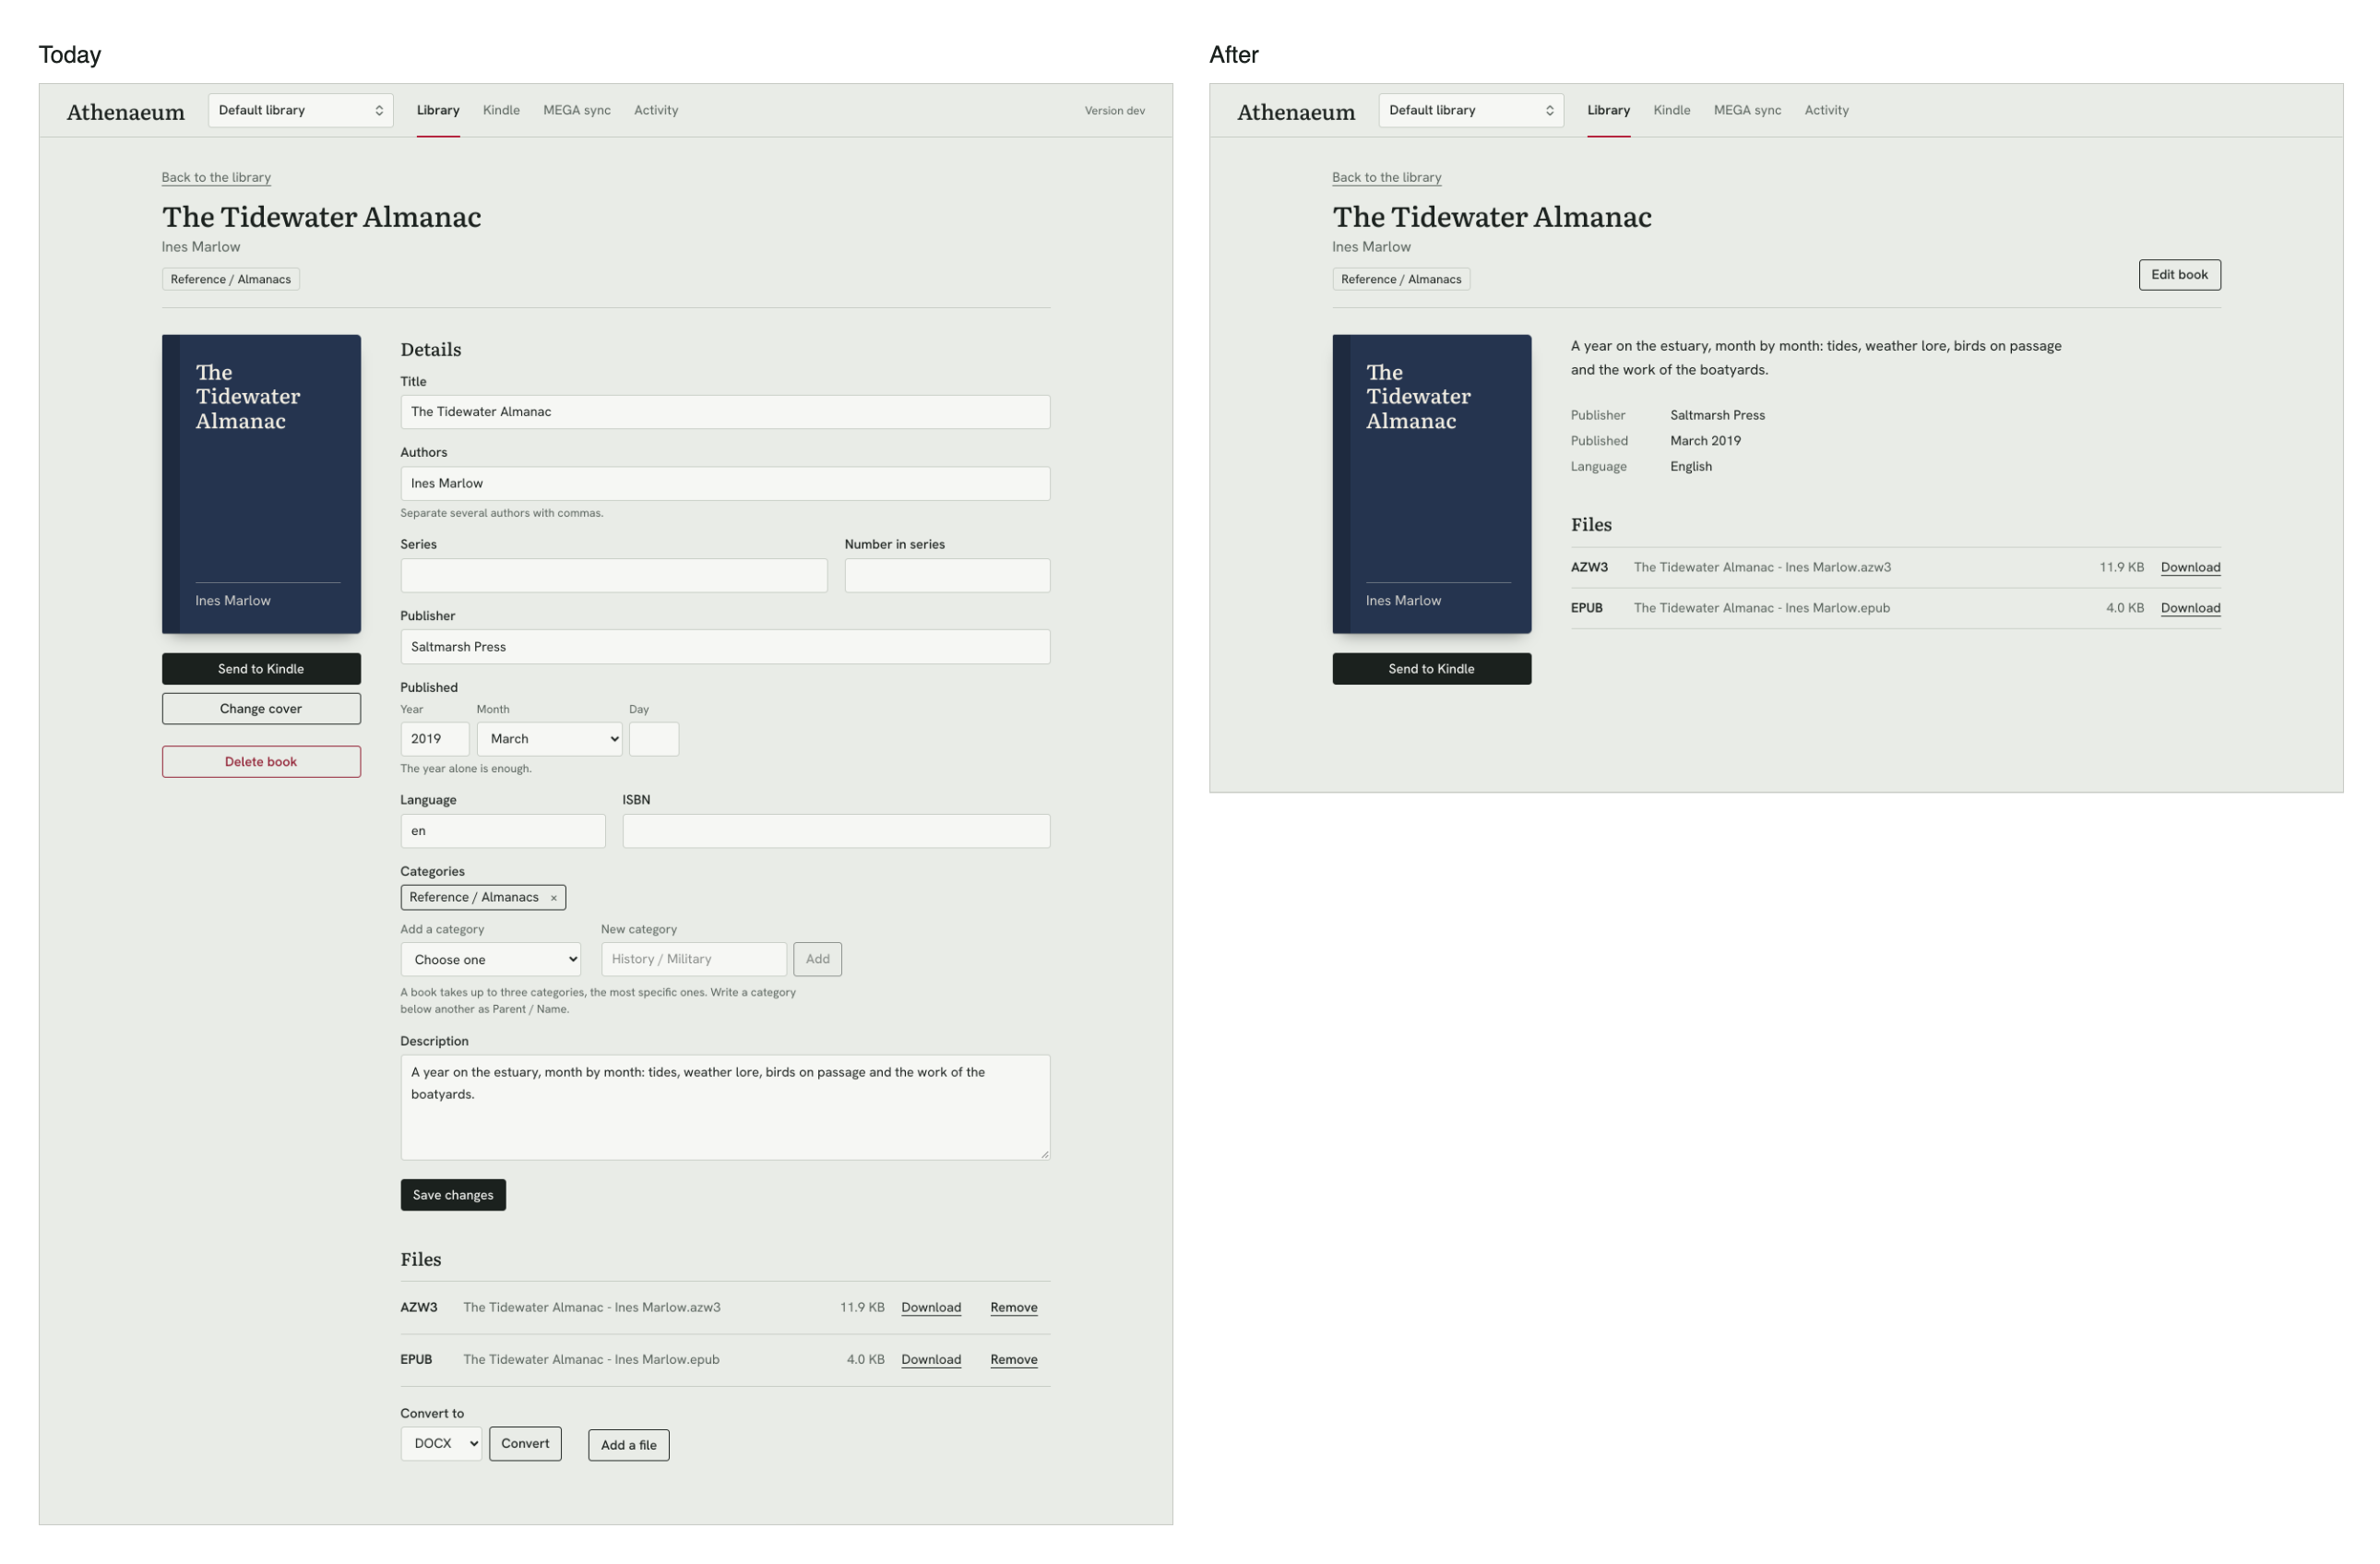 Today
Athenaeum
Default library
Library
Kindle
MEGA sync
Activity
Version dev
Back to the library
The Tidewater Almanac
Ines Marlow
Reference / Almanacs
The
Tidewater
Almanac
Ines Marlow
Send to Kindle
Change cover
Delete book
Details
Title
The Tidewater Almanac
Authors
Ines Marlow
Separate several authors with commas.
Series
Number in series
Publisher
Saltmarsh Press
Published
Year
Month
Day
2019
March
The year alone is enough.
Language
ISBN
en
Categories
Reference / Almanacs ×
Add a category
New category
Choose one
History / Military
Add
A book takes up to three categories, the most specific ones. Write a category
below another as Parent / Name.
Description
A year on the estuary, month by month: tides, weather lore, birds on passage and the work of the
boatyards.
Save changes
Files
AZW3 The Tidewater Almanac - Ines Marlow.azw3 11.9 KB Download Remove
EPUB The Tidewater Almanac - Ines Marlow.epub 4.0 KB Download Remove
Convert to
DOCX
Convert
Add a file
After
Athenaeum
Default library
Library
Kindle
MEGA sync
Activity
Back to the library
The Tidewater Almanac
Ines Marlow
Reference / Almanacs
Edit book
The
Tidewater
Almanac
Ines Marlow
Send to Kindle
A year on the estuary, month by month: tides, weather lore, birds on passage
and the work of the boatyards.
Publisher Saltmarsh Press
Published March 2019
Language English
Files
AZW3 The Tidewater Almanac - Ines Marlow.azw3 11.9 KB Download
EPUB The Tidewater Almanac - Ines Marlow.epub 4.0 KB Download